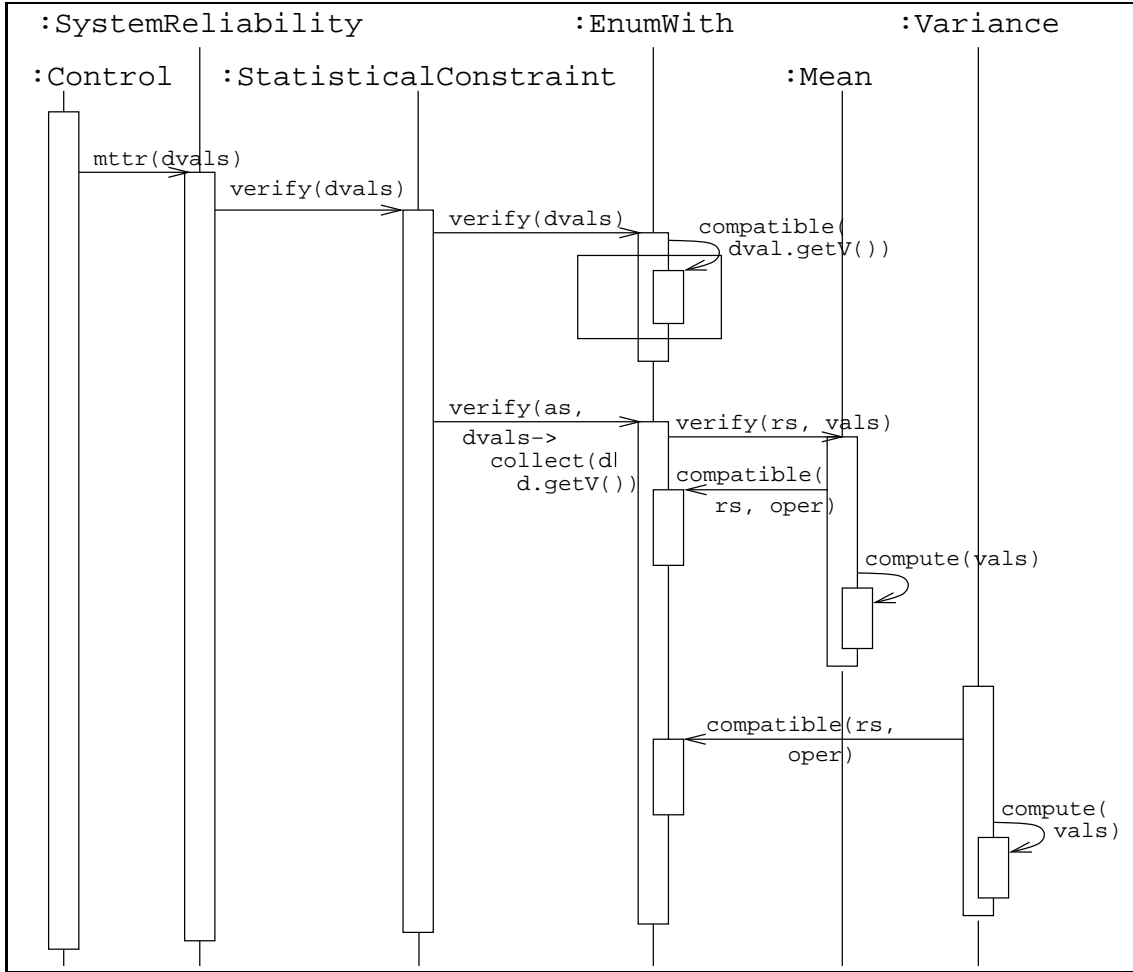 :SystemReliability :EnumWith :Variance
:Control :StatisticalConstraint :Mean
mttr(dvals)
verify(dvals)
verify(dvals)
compatible(
dval.getV())
verify(as,
dvals->
collect(d|
d.getV())
verify(rs, vals)
compatible(
rs, oper)
compute(vals)
compatible(rs,
oper)
compute(
vals)